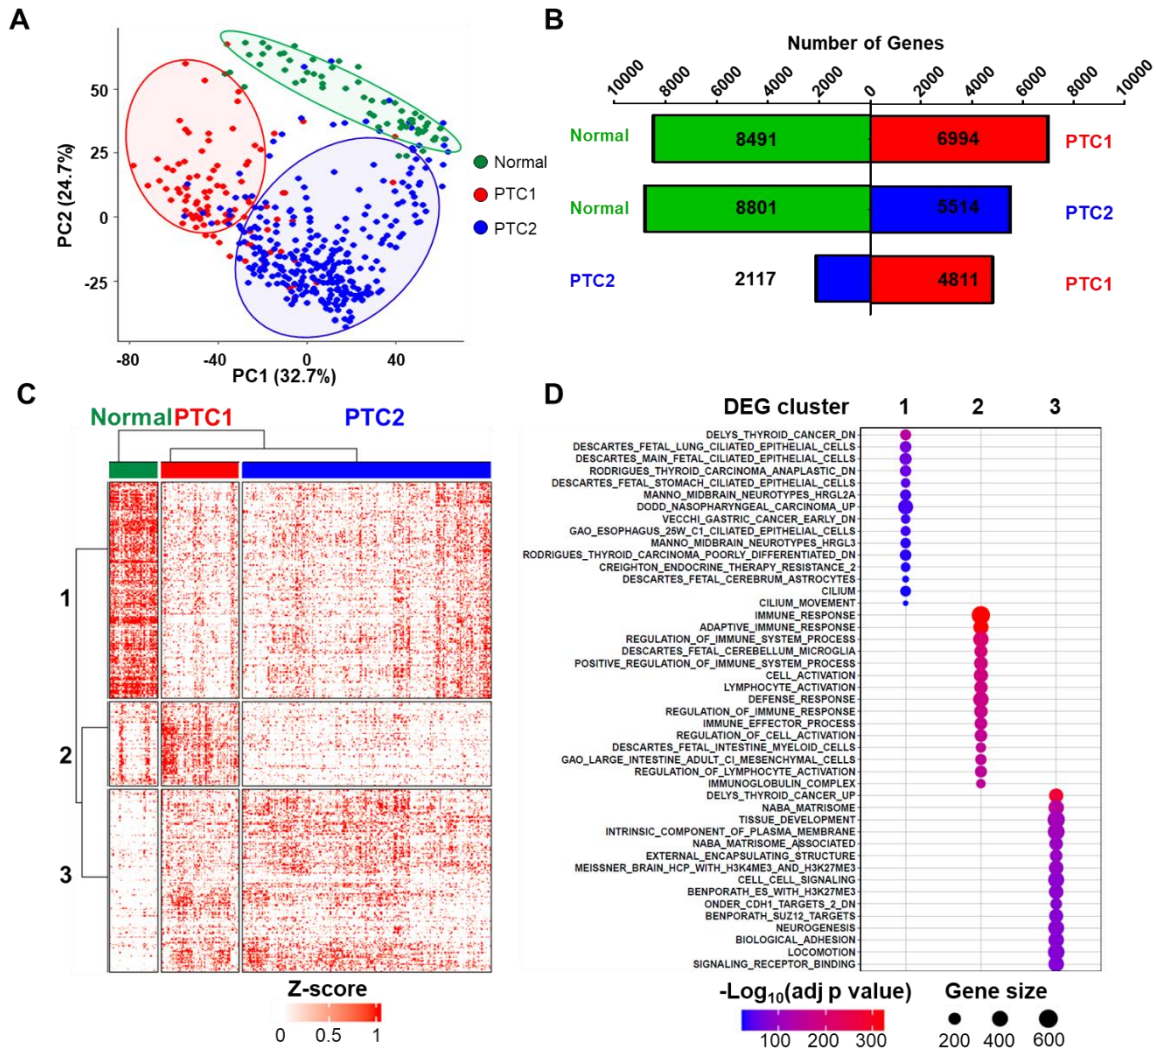 A
50
25
0
-25
PC2 (24.7%)
-80
-40
0
40
PC1 (32.7%)
Normal
PTC1
PTC2
B
Number of Genes
10000
8000
6000
4000
2000
0
2000
4000
6000
8000
10000
Normal
8491
6994
PTC1
Normal
8801
5514
PTC2
PTC2
2117
4811
PTC1
C
Normal
PTC1
PTC2
1
2
3
Z-score
0
0.5
1
D
DEG cluster
1
2
3
DELYS_THYROID_CANCER_DN
DESCARTES_FETAL_LUNG_CILIATED_EPITHELIAL_CELLS
DESCARTES_MAIN_FETAL_CILIATED_EPITHELIAL_CELLS
RODRIGUES_THYROID_CARCINOMA_ANAPLASTIC_DN
DESCARTES_FETAL_STOMACH_CILIATED_EPITHELIAL_CELLS
MANNO_MIDBRAIN_NEUROTYPES_HRGL2A
DODD_NASOPHARYNGEAL_CARCINOMA_UP
VECCHI_GASTRIC_CANCER_EARLY_DN
GAO_ESOPHAGUS_25W_C1_CILIATED_EPITHELIAL_CELLS
MANNO_MIDBRAIN_NEUROTYPES_HRGL3
RODRIGUES_THYROID_CARCINOMA_POORLY_DIFFERENTIATED_DN
CREIGHTON_ENDOCRINE_THERAPY_RESISTANCE_2
DESCARTES_FETAL_CEREBRUM_ASTROCYTES
CILIUM
CILIUM_MOVEMENT
IMMUNE_RESPONSE
ADAPTIVE_IMMUNE_RESPONSE
REGULATION_OF_IMMUNE_SYSTEM_PROCESS
DESCARTES_FETAL_CEREBELLUM_MICROGLIA
POSITIVE_REGULATION_OF_IMMUNE_SYSTEM_PROCESS
CELL_ACTIVATION
LYMPHOCYTE_ACTIVATION
DEFENSE_RESPONSE
REGULATION_OF_IMMUNE_RESPONSE
IMMUNE_EFFECTOR_PROCESS
REGULATION_OF_CELL_ACTIVATION
DESCARTES_FETAL_INTESTINE_MYELOID_CELLS
GAO_LARGE_INTESTINE_ADULT_CI_MESENCHYMAL_CELLS
REGULATION_OF_LYMPHOCYTE_ACTIVATION
IMMUNOGLOBULIN_COMPLEX
DELYS_THYROID_CANCER_UP
NABA_MATRISOME
TISSUE_DEVELOPMENT
INTRINSIC_COMPONENT_OF_PLASMA_MEMBRANE
NABA_MATRISOME_ASSOCIATED
EXTERNAL_ENCAPSULATING_STRUCTURE
MEISSNER_BRAIN_HCP_WITH_H3K4ME3_AND_H3K27ME3
CELL_CELL_SIGNALING
BENPORATH_ES_WITH_H3K27ME3
ONDER_CDH1_TARGETS_2_DN
BENPORATH_SUZ12_TARGETS
NEUROGENESIS
BIOLOGICAL_ADHESION
LOCOMOTION
SIGNALING_RECEPTOR_BINDING
-Log₁₀(adj p value)
100
200
300
Gene size
200
400
600